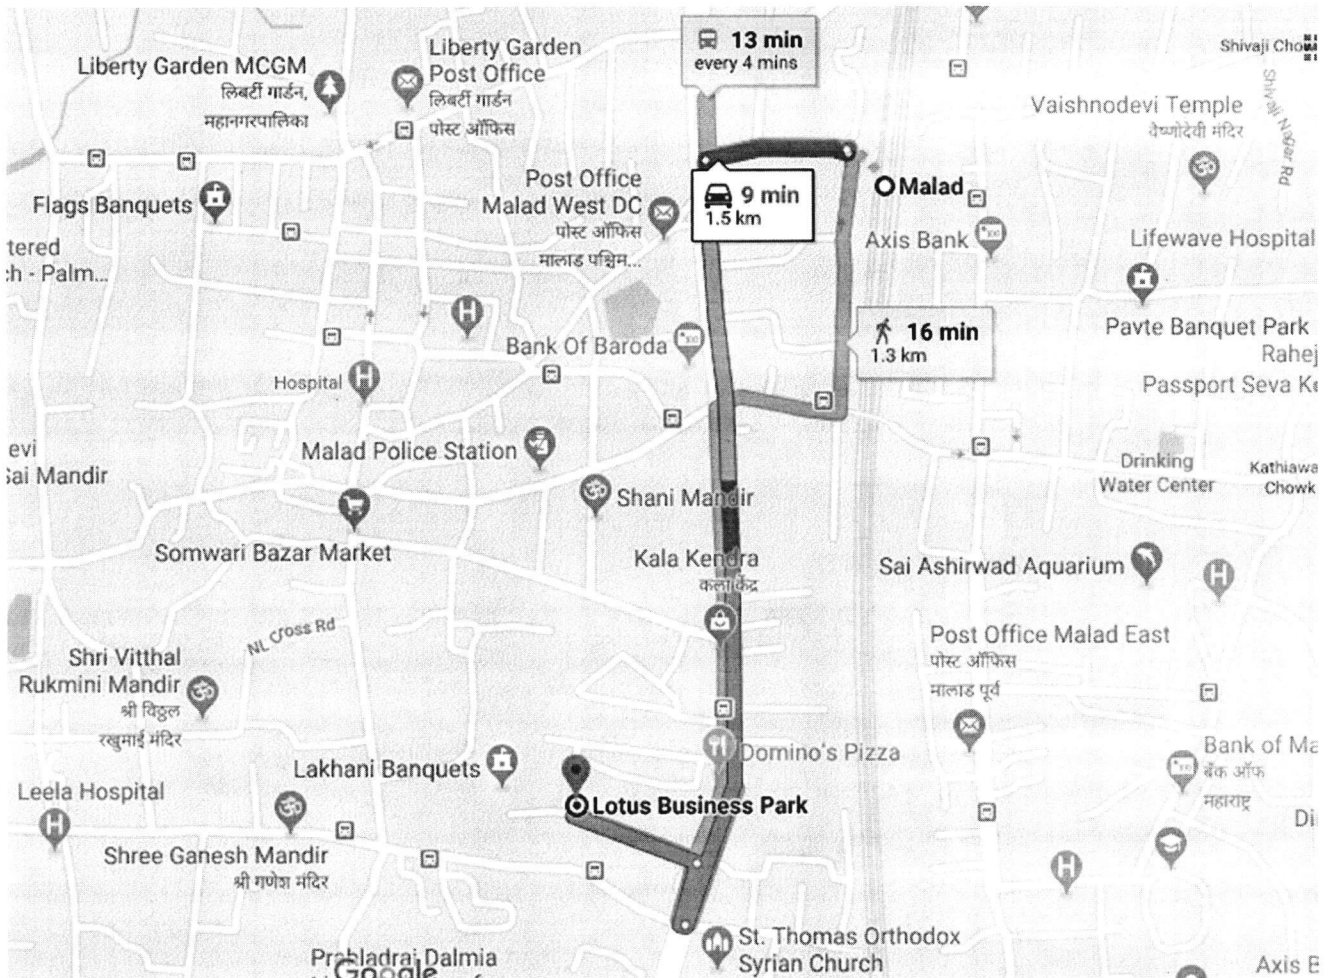 13 min
every 4 mins
Shivaji Chow
Liberty Garden
Post Office
लिबर्टी गार्डन
पोस्ट ऑफिस
Liberty Garden MCGM
लिबर्टी गार्डन,
महानगरपालिका
Shivaji Nagar Rd
Vaishnodevi Temple
वैष्णोदेवी मंदिर
Post Office
Malad West DC
पोस्ट ऑफिस
मालाड पश्चिम...
9 min
1.5 km
Malad
Flags Banquets
tered
ch - Palm...
Axis Bank
Lifewave Hospital
16 min
1.3 km
Pavte Banquet Park
Rahej
Bank Of Baroda
Hospital
Passport Seva Ke
evi
Sai Mandir
Malad Police Station
Drinking
Water Center
Kathiawa
Chowk
Shani Mandir
Somwari Bazar Market
Kala Kendra
कला केंद्र
Sai Ashirwad Aquarium
NL Cross Rd
Post Office Malad East
पोस्ट ऑफिस
मालाड पूर्व
Shri Vitthal
Rukmini Mandir
श्री विठ्ठल
रखुमाई मंदिर
Domino's Pizza
Bank of Ma
बँक ऑफ
महाराष्ट्र
Lakhani Banquets
Leela Hospital
Lotus Business Park
Di
Shree Ganesh Mandir
श्री गणेश मंदिर
St. Thomas Orthodox
Syrian Church
Prahladrai Dalmia
Google
Axis B